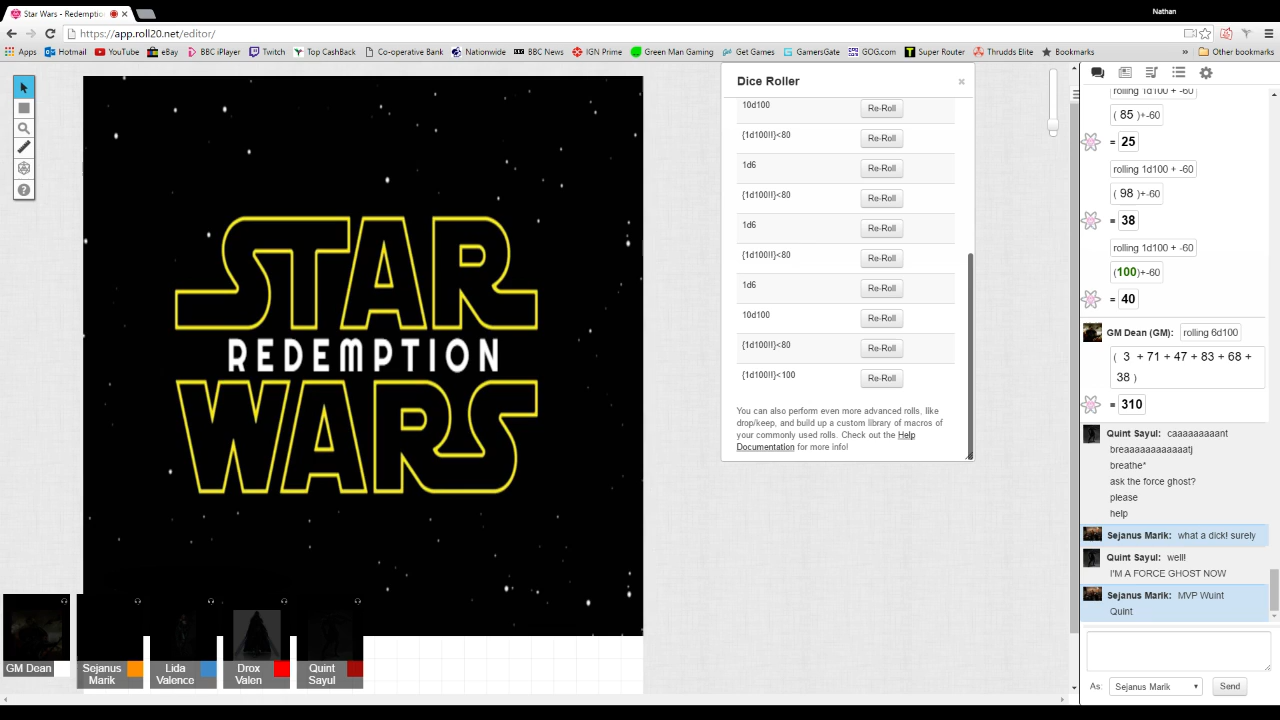 Star Wars - Redemptio
Nathan
https://app.roll20.net/editor/
Apps Hotmail YouTube eBay BBC iPlayer Twitch Top CashBack Co-operative Bank: Nationwide BBC News IGN Prime Green Man Gaming Get Games GamersGate GOG.com Super Router Thrudds Elite Bookmarks » Other bookmarks
STAR
REDEMPTION
WARS
GM Dean
Sejanus Marik
Lida Valence
Drox Valen
Quint Sayul
Dice Roller ×
10d100 Re-Roll
{1d100!!}<80 Re-Roll
1d6 Re-Roll
{1d100!!}<80 Re-Roll
1d6 Re-Roll
{1d100!!}<80 Re-Roll
1d6 Re-Roll
10d100 Re-Roll
{1d100!!}<80 Re-Roll
{1d100!!}<100 Re-Roll
You can also perform even more advanced rolls, like
drop/keep, and build up a custom library of macros of
your commonly used rolls. Check out the Help
Documentation for more info!
rolling 1d100 + -60
( 85 )+-60
= 25
rolling 1d100 + -60
( 98 )+-60
= 38
rolling 1d100 + -60
(100)+-60
= 40
GM Dean (GM): rolling 6d100
( 3 + 71 + 47 + 83 + 68 +
38 )
= 310
Quint Sayul: caaaaaaaaant
breaaaaaaaaaaaatj
breathe*
ask the force ghost?
please
help
Sejanus Marik: what a dick! surely
Quint Sayul: well!
I'M A FORCE GHOST NOW
Sejanus Marik: MVP Wuint
Quint
As: Sejanus Marik Send